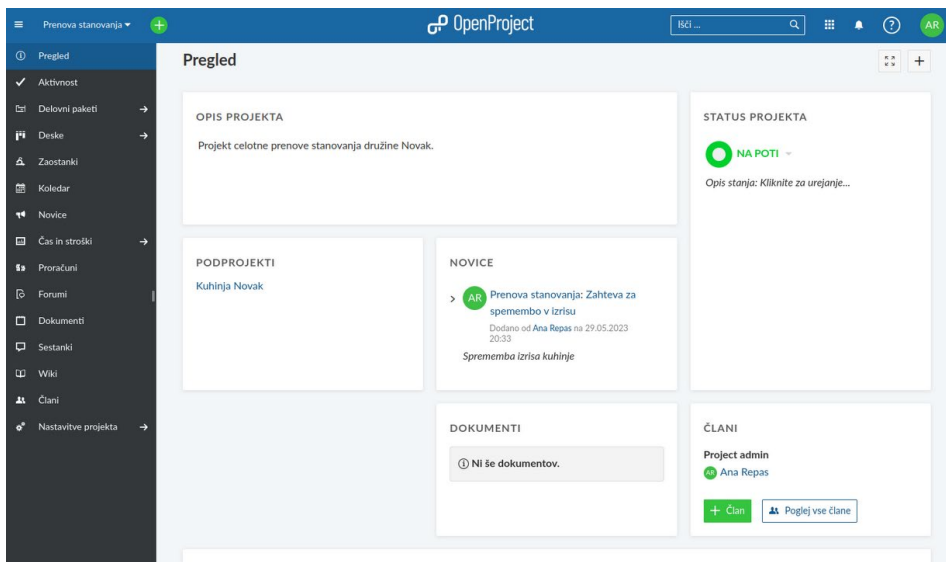 Prenova stanovanja
OpenProject
Išči ...
AR
Pregled
Aktivnost
Delovni paketi
Deske
Zaostanki
Koledar
Novice
Čas in stroški
Proračuni
Forumi
Dokumenti
Sestanki
Wiki
Člani
Nastavitve projekta
Pregled
OPIS PROJEKTA
Projekt celotne prenove stanovanja družine Novak.
STATUS PROJEKTA
NA POTI
Opis stanja: Kliknite za urejanje...
PODPROJEKTI
Kuhinja Novak
NOVICE
AR
Prenova stanovanja: Zahteva za
spemembo v izrisu
Dodano od Ana Repas na 29.05.2023
20:33
Sprememba izrisa kuhinje
DOKUMENTI
Ni še dokumentov.
ČLANI
Project admin
AR Ana Repas
+ Član
Poglej vse člane